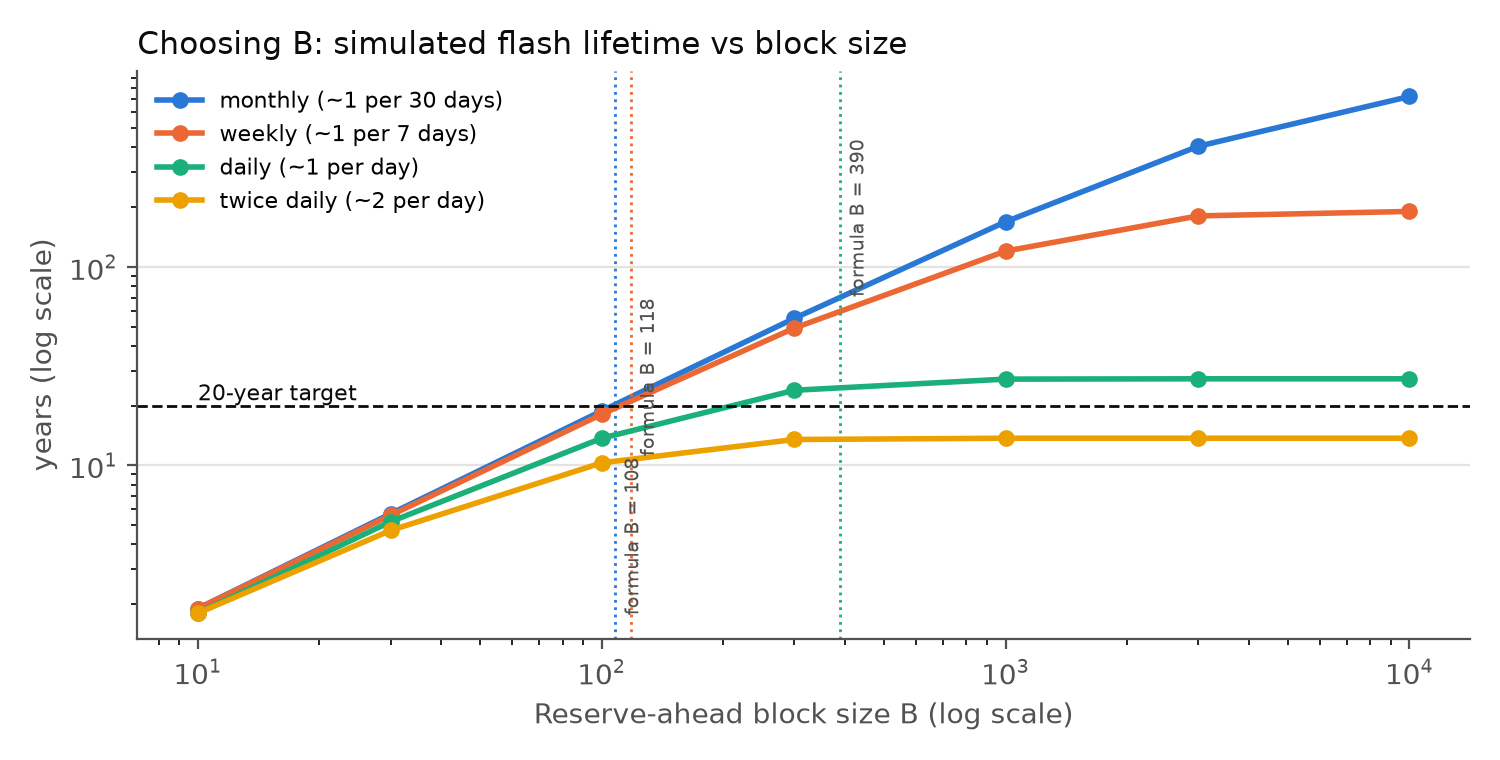 Choosing B: simulated flash lifetime vs block size
monthly (~1 per 30 days)
weekly (~1 per 7 days)
daily (~1 per day)
twice daily (~2 per day)
formula B = 390
formula B = 118
formula B = 108
20-year target
years (log scale)
10²
10¹
10¹ 10² 10³ 10⁴
Reserve-ahead block size B (log scale)